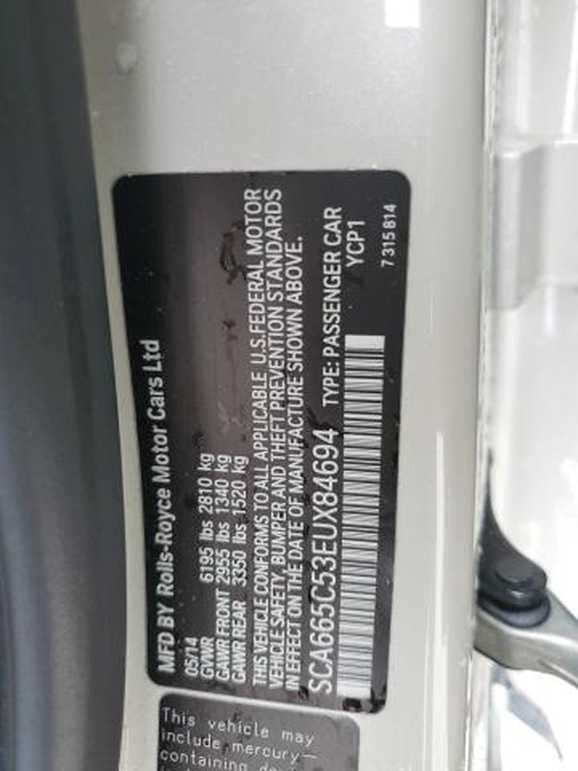 MFD BY Rolls-Royce Motor Cars Ltd
05/14
GVWR 6195 lbs 2810 kg
GAWR FRONT 2955 lbs 1340 kg
GAWR REAR 3350 lbs 1520 kg
THIS VEHICLE CONFORMS TO ALL APPLICABLE U.S.FEDERAL MOTOR
VEHICLE SAFETY, BUMPER AND THEFT PREVENTION STANDARDS
IN EFFECT ON THE DATE OF MANUFACTURE SHOWN ABOVE.
SCA665C53EUX84694 TYPE: PASSENGER CAR
YCP1
7 315 814
This vehicle may
include mercury-
containing